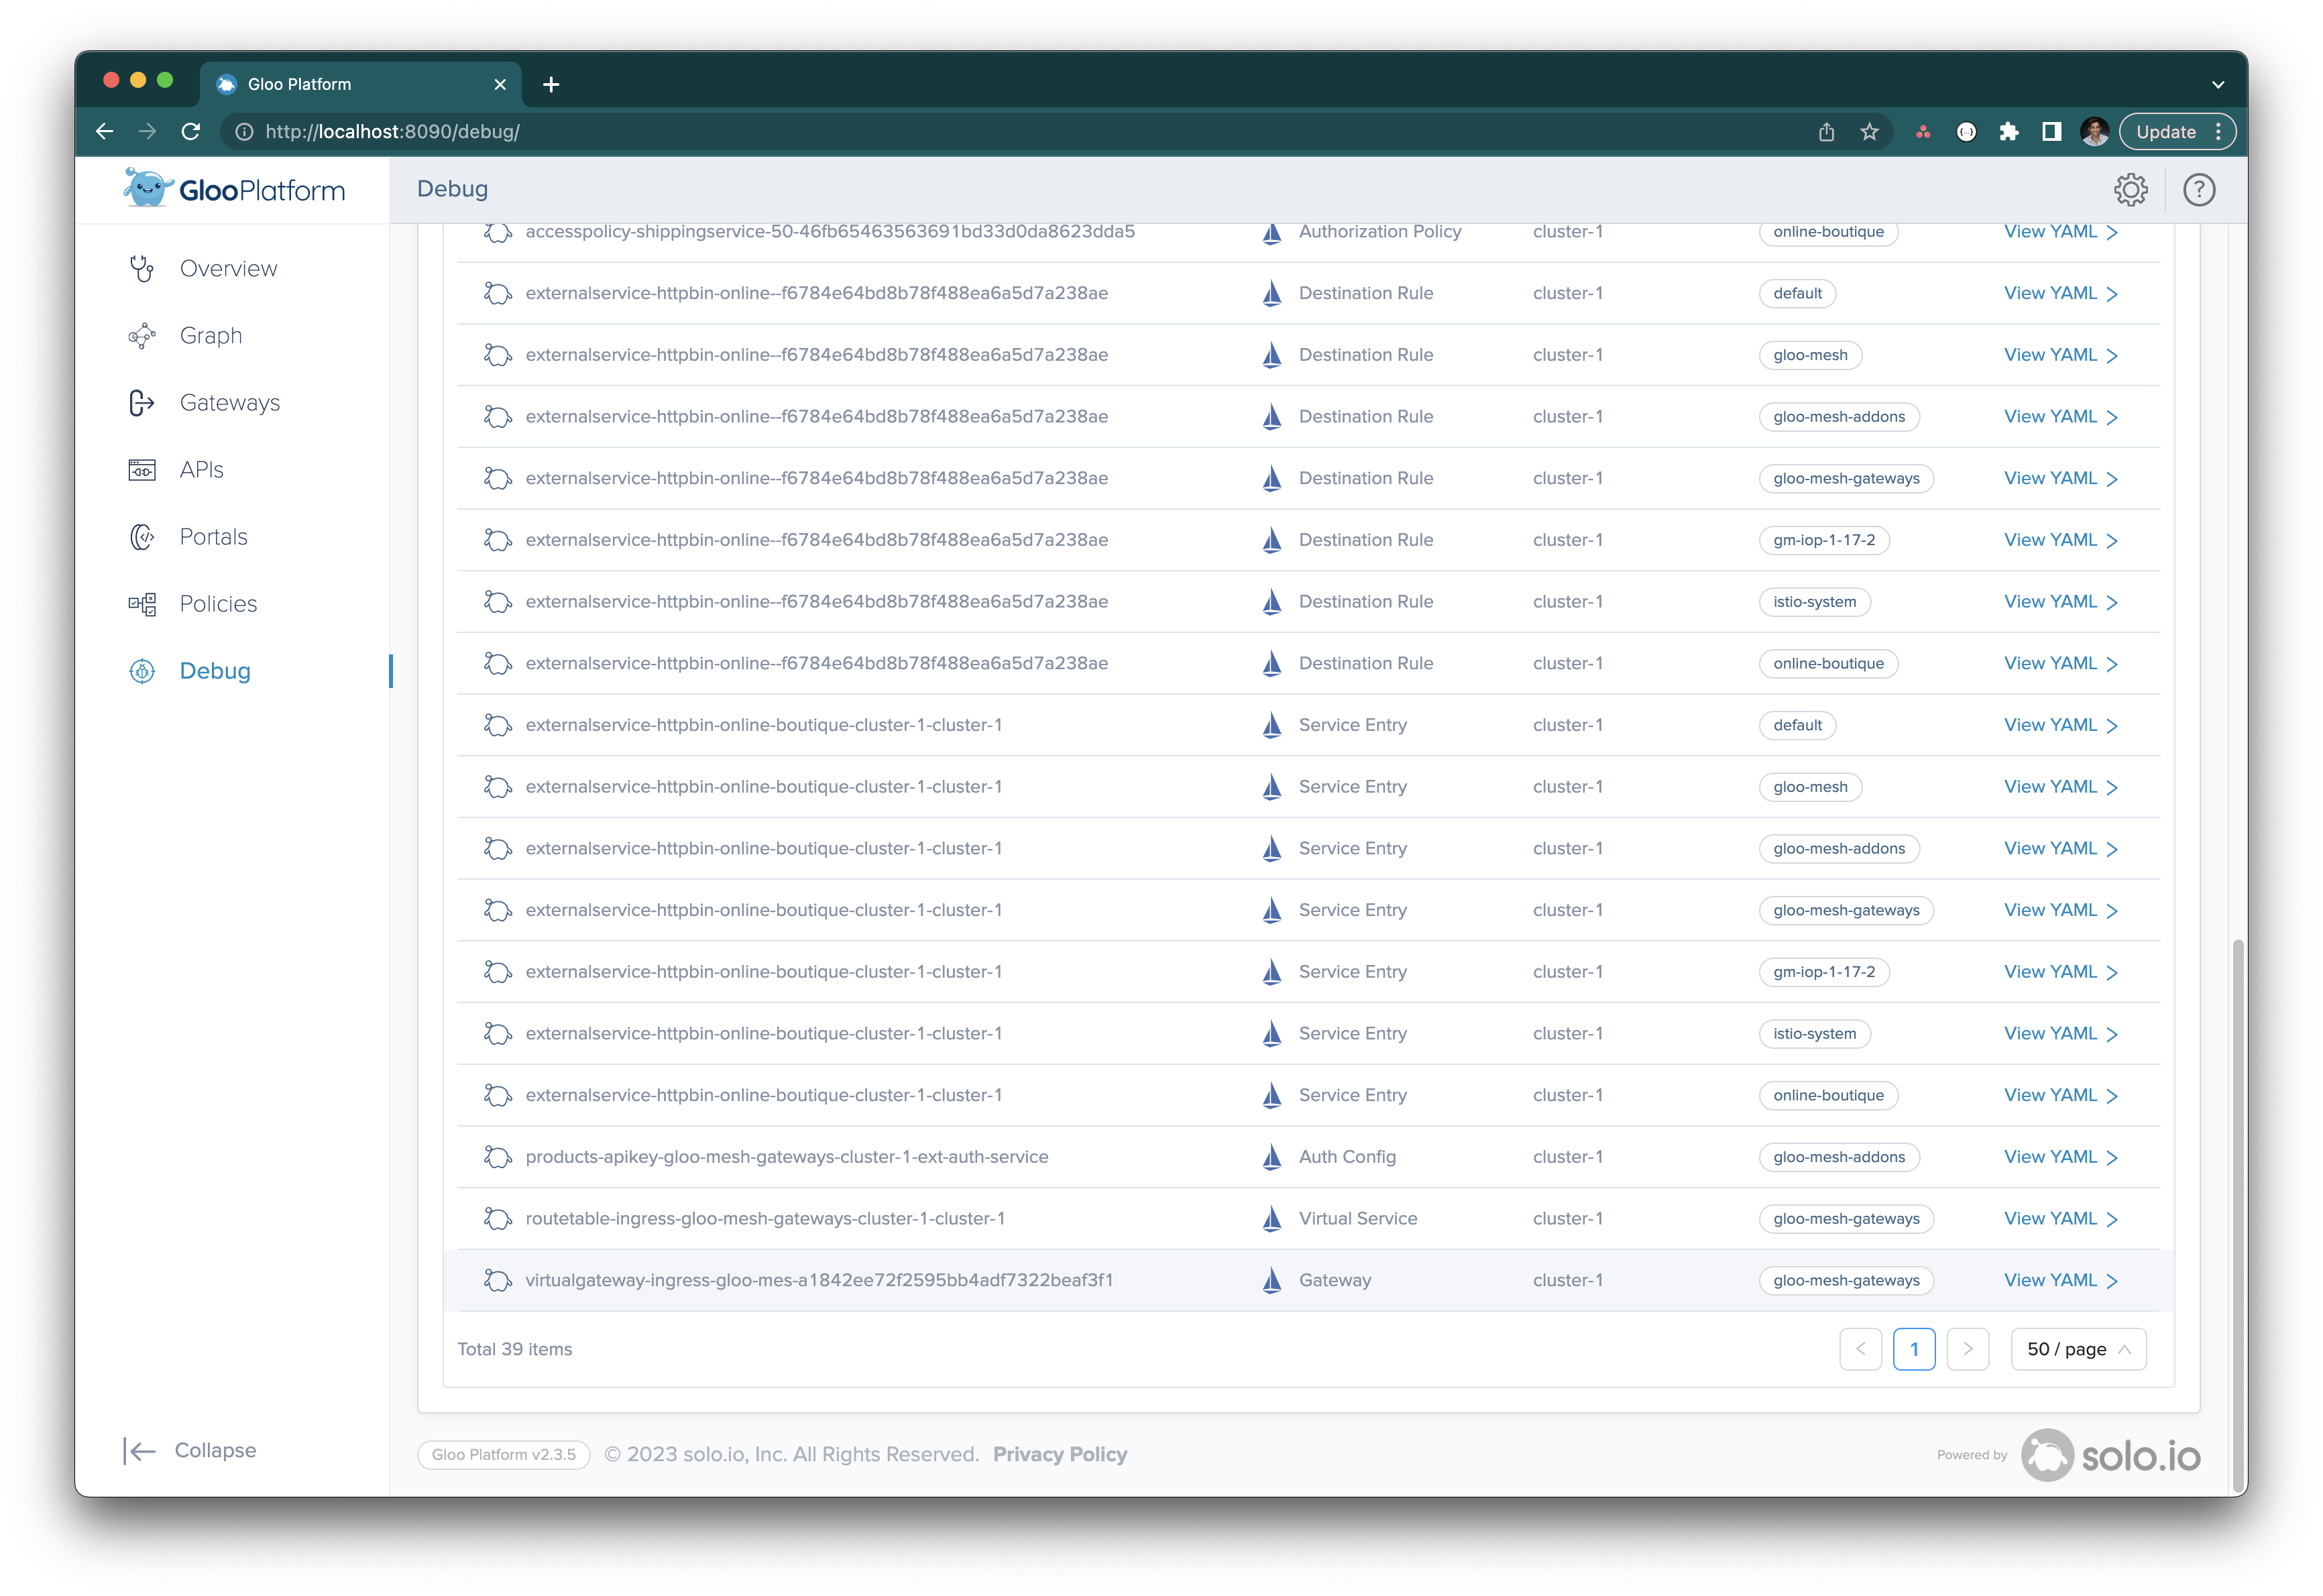 Gloo Platform
http://localhost:8090/debug/
Update
GlooPlatform
Debug
Overview
Graph
Gateways
APIs
Portals
Policies
Debug
accesspolicy-shippingservice-50-46fb65463563691bd33d0da8623dda5 Authorization Policy cluster-1 online-boutique View YAML
externalservice-httpbin-online--f6784e64bd8b78f488ea6a5d7a238ae Destination Rule cluster-1 default View YAML
externalservice-httpbin-online--f6784e64bd8b78f488ea6a5d7a238ae Destination Rule cluster-1 gloo-mesh View YAML
externalservice-httpbin-online--f6784e64bd8b78f488ea6a5d7a238ae Destination Rule cluster-1 gloo-mesh-addons View YAML
externalservice-httpbin-online--f6784e64bd8b78f488ea6a5d7a238ae Destination Rule cluster-1 gloo-mesh-gateways View YAML
externalservice-httpbin-online--f6784e64bd8b78f488ea6a5d7a238ae Destination Rule cluster-1 gm-iop-1-17-2 View YAML
externalservice-httpbin-online--f6784e64bd8b78f488ea6a5d7a238ae Destination Rule cluster-1 istio-system View YAML
externalservice-httpbin-online--f6784e64bd8b78f488ea6a5d7a238ae Destination Rule cluster-1 online-boutique View YAML
externalservice-httpbin-online-boutique-cluster-1-cluster-1 Service Entry cluster-1 default View YAML
externalservice-httpbin-online-boutique-cluster-1-cluster-1 Service Entry cluster-1 gloo-mesh View YAML
externalservice-httpbin-online-boutique-cluster-1-cluster-1 Service Entry cluster-1 gloo-mesh-addons View YAML
externalservice-httpbin-online-boutique-cluster-1-cluster-1 Service Entry cluster-1 gloo-mesh-gateways View YAML
externalservice-httpbin-online-boutique-cluster-1-cluster-1 Service Entry cluster-1 gm-iop-1-17-2 View YAML
externalservice-httpbin-online-boutique-cluster-1-cluster-1 Service Entry cluster-1 istio-system View YAML
externalservice-httpbin-online-boutique-cluster-1-cluster-1 Service Entry cluster-1 online-boutique View YAML
products-apikey-gloo-mesh-gateways-cluster-1-ext-auth-service Auth Config cluster-1 gloo-mesh-addons View YAML
routetable-ingress-gloo-mesh-gateways-cluster-1-cluster-1 Virtual Service cluster-1 gloo-mesh-gateways View YAML
virtualgateway-ingress-gloo-mes-a1842ee72f2595bb4adf7322beaf3f1 Gateway cluster-1 gloo-mesh-gateways View YAML
Total 39 items
1
50 / page
Collapse
Gloo Platform v2.3.5 © 2023 solo.io, Inc. All Rights Reserved. Privacy Policy
Powered by solo.io